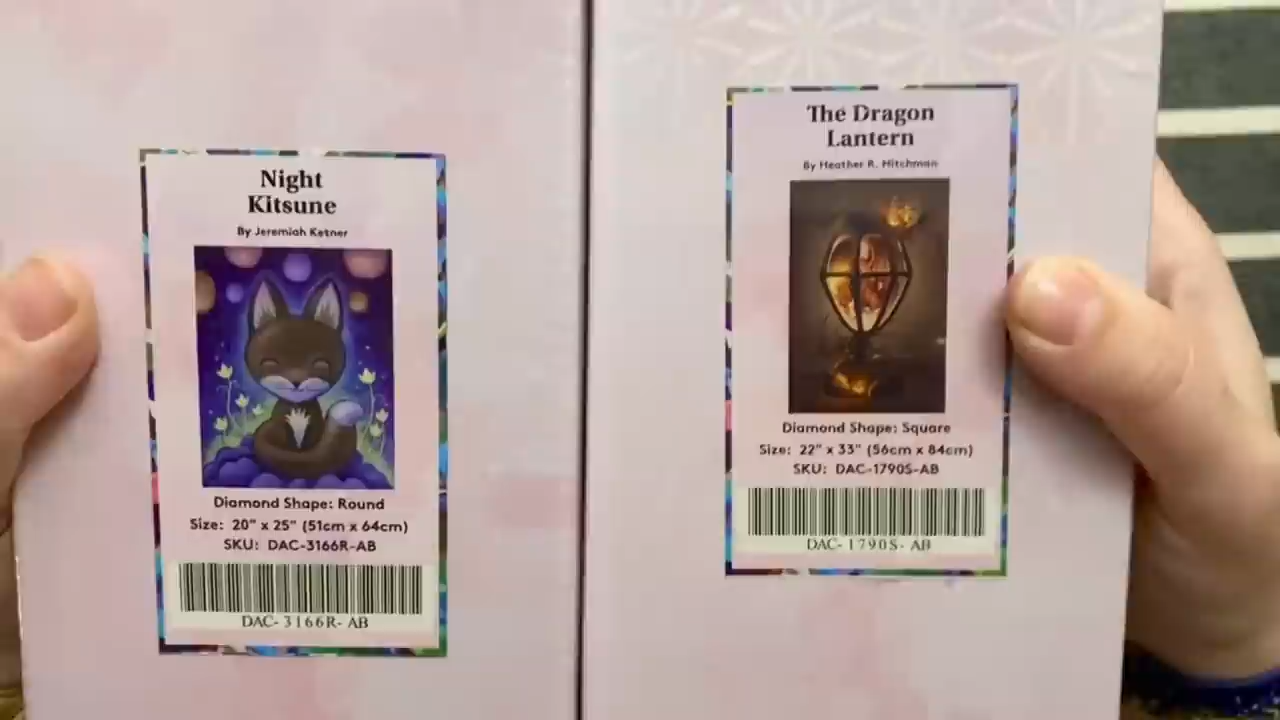 Night
Kitsune
By Jeremiah Ketner
Diamond Shape: Round
Size: 20" x 25" (51cm x 64cm)
SKU: DAC-3166R-AB
DAC- 3166R- AB
The Dragon
Lantern
By Heather R. Hitchman
Diamond Shape: Square
Size: 22" x 33" (56cm x 84cm)
SKU: DAC-1790S-AB
DAC- 1790S- AB